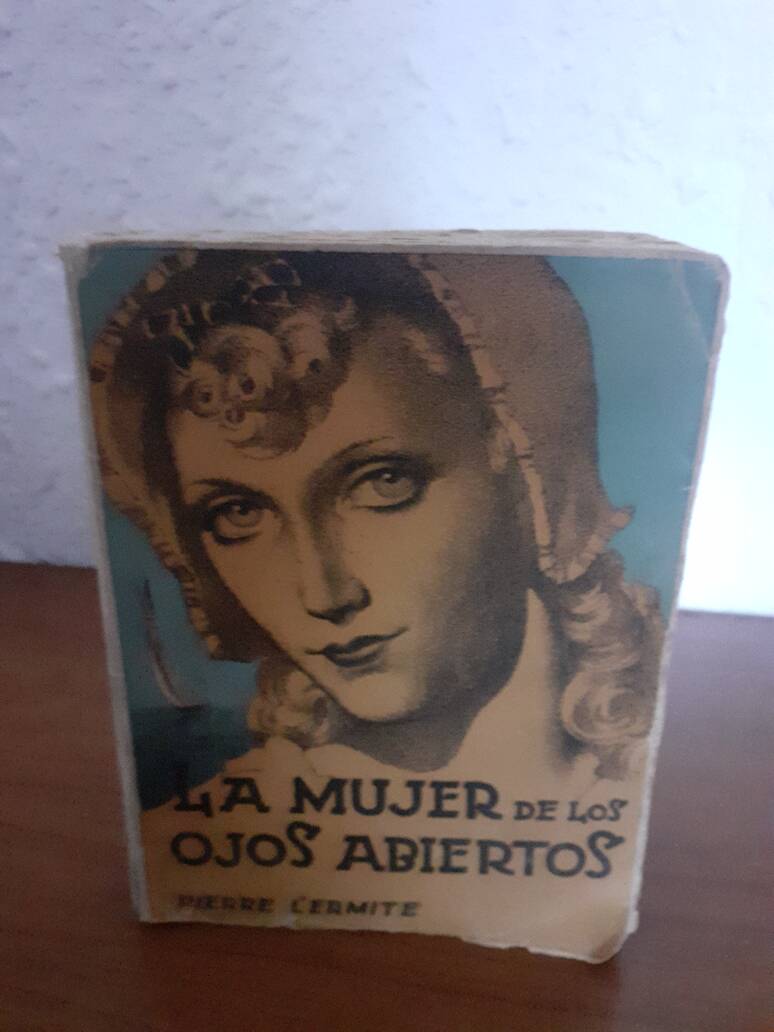 LA MUJER DE LOS
OJOS ABIERTOS
PIERRE L'ERMITE